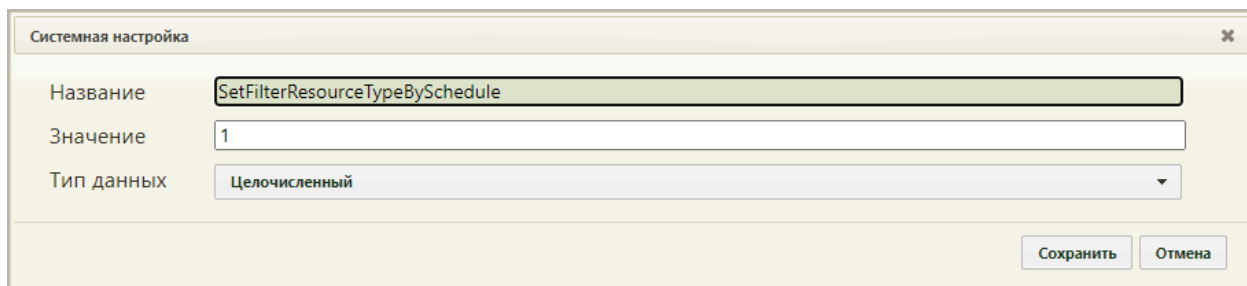 Системная настройка
Название SetFilterResourceTypeBySchedule
Значение 1
Тип данных Целочисленный
Сохранить Отмена